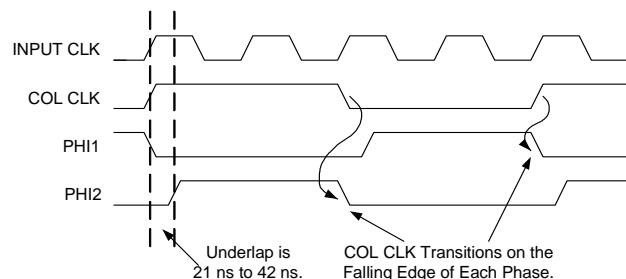 INPUT CLK
COL CLK
PHI1
PHI2
Underlap is
21 ns to 42 ns.
COL CLK Transitions on the
Falling Edge of Each Phase.